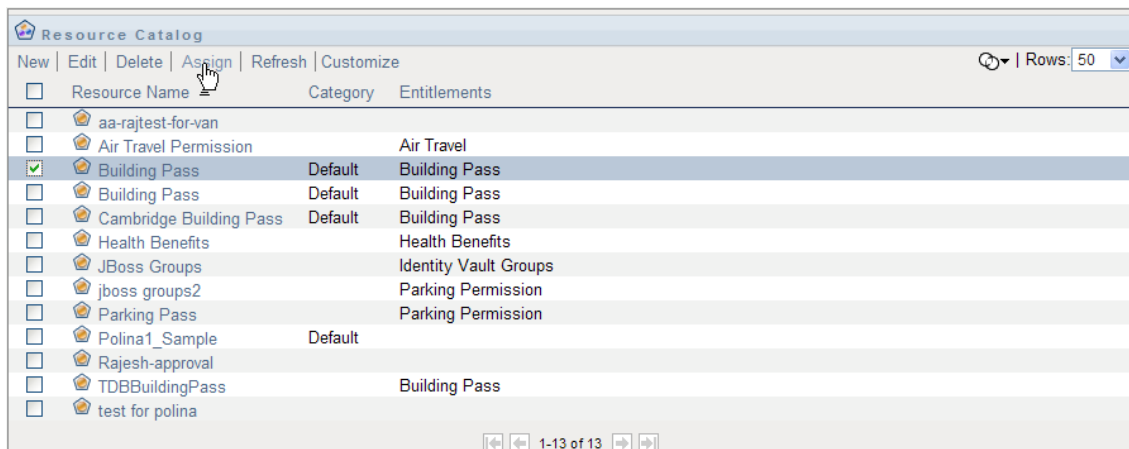 Resource Catalog
New | Edit | Delete | Assign | Refresh | Customize | Rows: 50
Resource Name Category Entitlements
aa-rajtest-for-van
Air Travel Permission Air Travel
Building Pass Default Building Pass
Building Pass Default Building Pass
Cambridge Building Pass Default Building Pass
Health Benefits Health Benefits
JBoss Groups Identity Vault Groups
jboss groups2 Parking Permission
Parking Pass Parking Permission
Polina1_Sample Default
Rajesh-approval
TDBBuildingPass Building Pass
test for polina
1-13 of 13